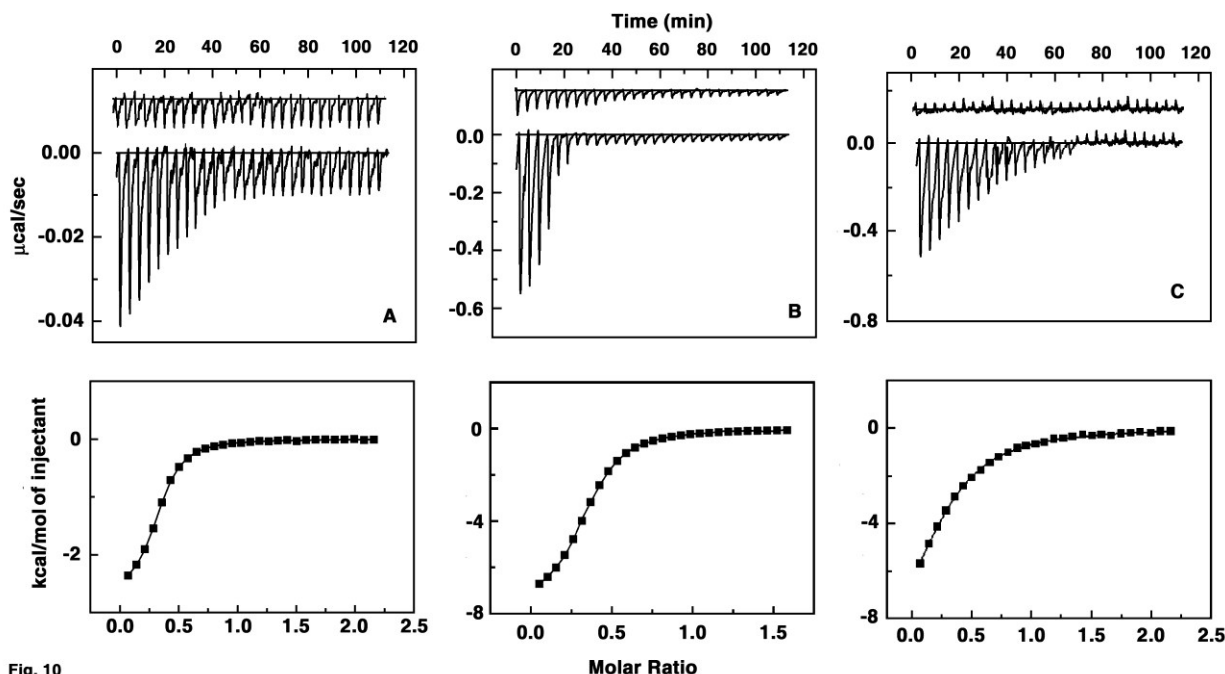 Time (min)
0 20 40 60 80 100 120
0 20 40 60 80 100 120
0 20 40 60 80 100 120
μcal/sec
0.00
-0.02
-0.04
A
0.0
-0.2
-0.4
-0.6
B
0.0
-0.4
-0.8
C
kcal/mol of injectant
0
-2
0.0 0.5 1.0 1.5 2.0 2.5
0
-4
-8
0.0 0.5 1.0 1.5
0
-4
-8
0.0 0.5 1.0 1.5 2.0 2.5
Molar Ratio
Fig. 10